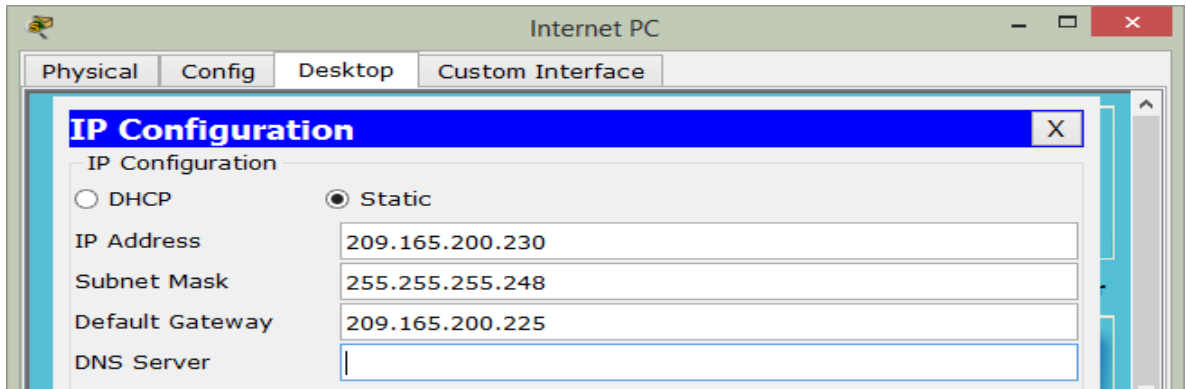 Internet PC
Physical Config Desktop Custom Interface
IP Configuration X
IP Configuration
DHCP Static
IP Address 209.165.200.230
Subnet Mask 255.255.255.248
Default Gateway 209.165.200.225
DNS Server